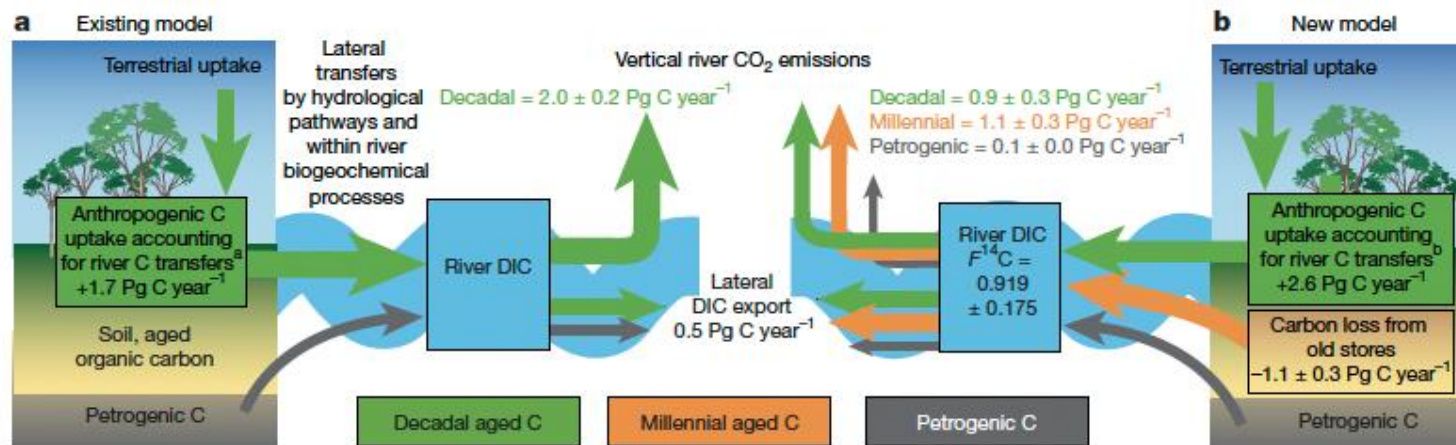 a
Existing model
Terrestrial uptake
Anthropogenic C
uptake accounting
for river C transfersᵃ
+1.7 Pg C year⁻¹
Soil, aged
organic carbon
Petrogenic C
Lateral
transfers
by hydrological
pathways and
within river
biogeochemical
processes
River DIC
Vertical river CO₂ emissions
Decadal = 2.0 ± 0.2 Pg C year⁻¹
Decadal = 0.9 ± 0.3 Pg C year⁻¹
Millennial = 1.1 ± 0.3 Pg C year⁻¹
Petrogenic = 0.1 ± 0.0 Pg C year⁻¹
Lateral
DIC export
0.5 Pg C year⁻¹
River DIC
F¹⁴C =
0.919
± 0.175
b
New model
Terrestrial uptake
Anthropogenic C
uptake accounting
for river C transfersᵇ
+2.6 Pg C year⁻¹
Carbon loss from
old stores
−1.1 ± 0.3 Pg C year⁻¹
Petrogenic C
Decadal aged C
Millennial aged C
Petrogenic C